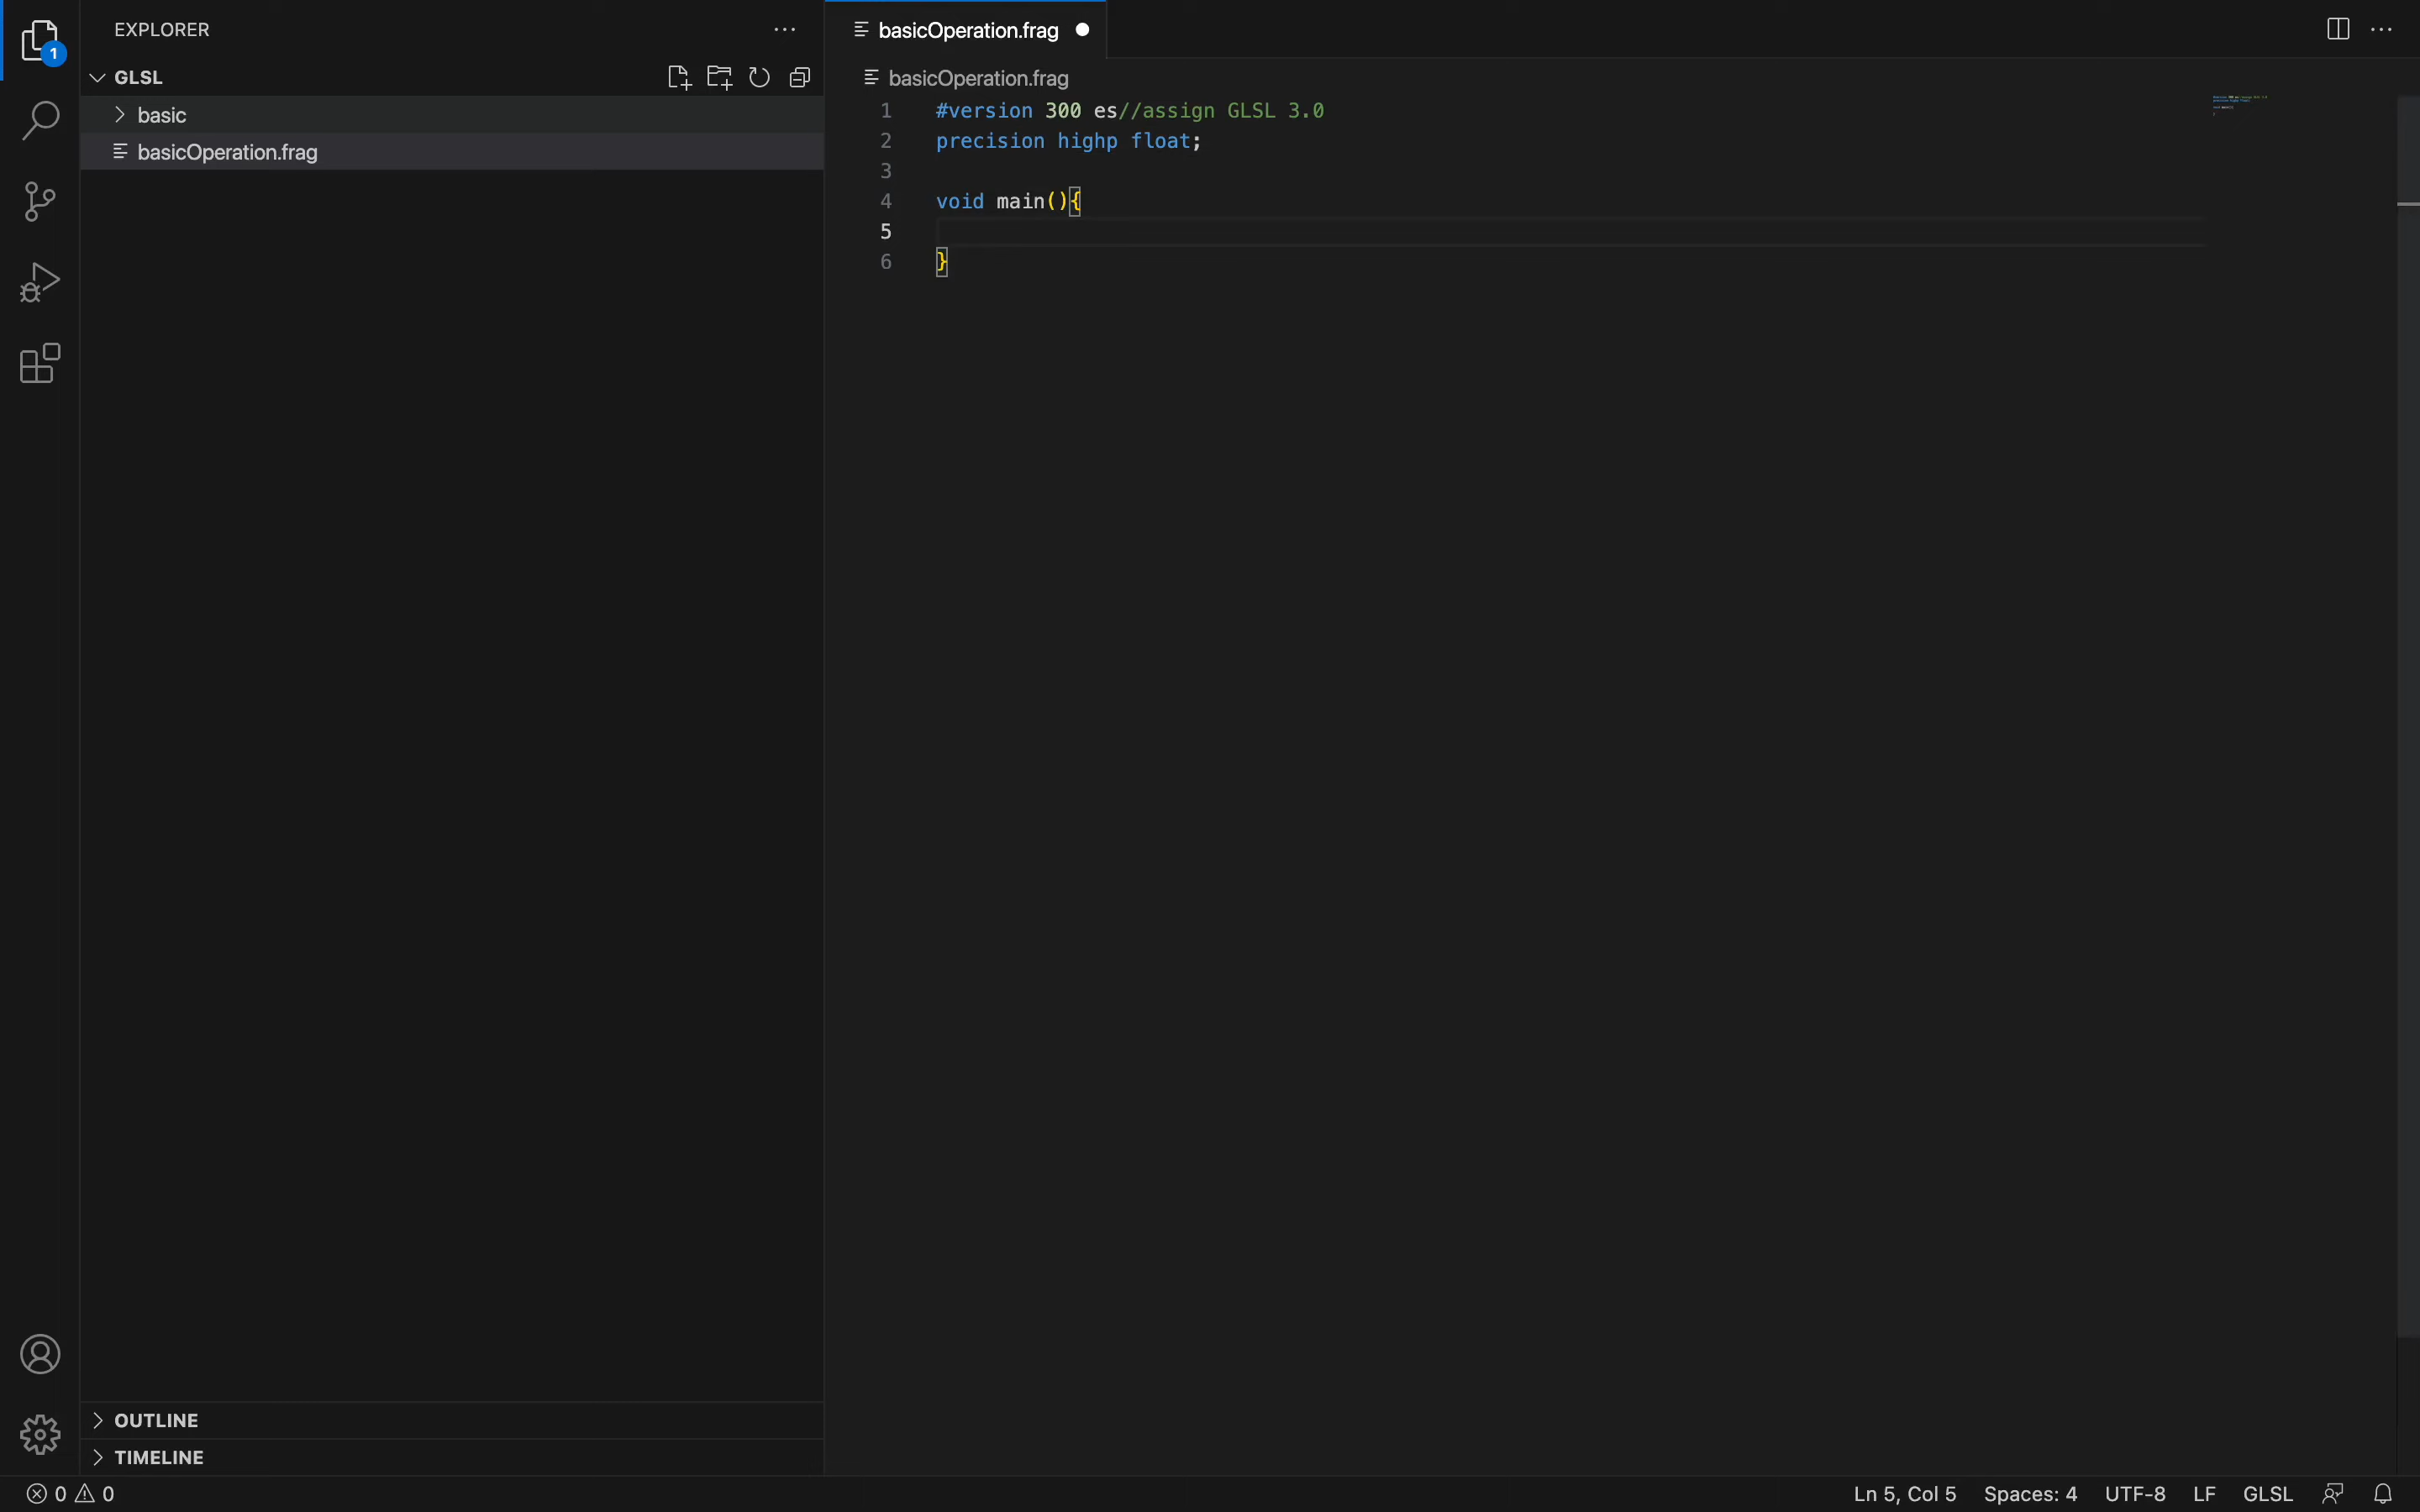 EXPLORER
GLSL
basic
basicOperation.frag
OUTLINE
TIMELINE
1
basicOperation.frag
basicOperation.frag
1 #version 300 es//assign GLSL 3.0
2 precision highp float;
3
4 void main(){
5
6 }
0 0
Ln 5, Col 5 Spaces: 4 UTF-8 LF GLSL